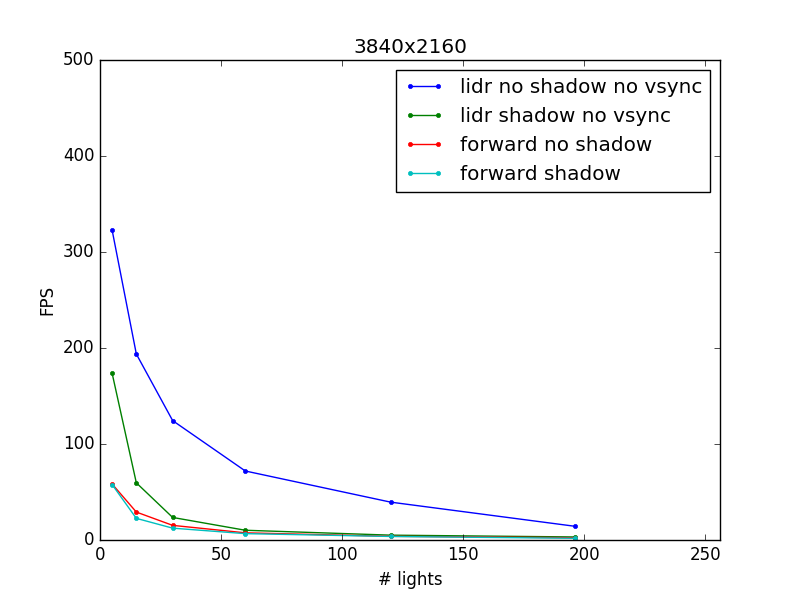 3840x2160
500
400
300
200
100
0
FPS
lidr no shadow no vsync
lidr shadow no vsync
forward no shadow
forward shadow
0 50 100 150 200 250
# lights